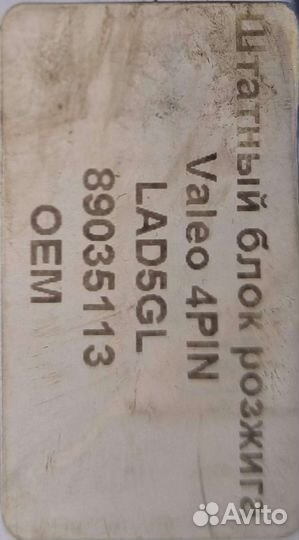 Штатный блок розжига
Valeo 4PIN
LAD5GL
89035113
OEM
Avito